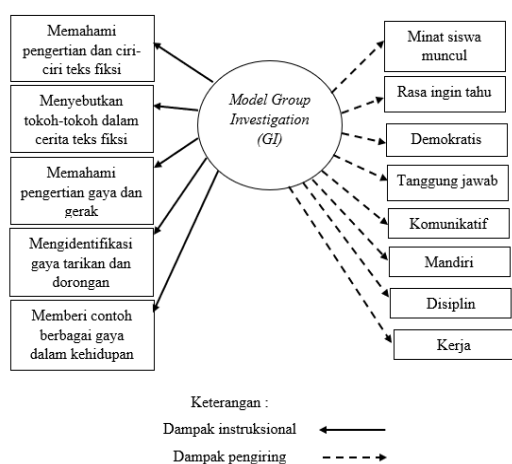 Memahami
pengertian dan ciri-
ciri teks fiksi
Menyebutkan
tokoh-tokoh dalam
cerita teks fiksi
Memahami
pengertian gaya dan
gerak
Mengidentifikasi
gaya tarikan dan
dorongan
Memberi contoh
berbagai gaya
dalam kehidupan
Model Group
Investigation
(GI)
Minat siswa
muncul
Rasa ingin tahu
Demokratis
Tanggung jawab
Komunikatif
Mandiri
Disiplin
Kerja
Keterangan :
Dampak instruksional
Dampak pengiring